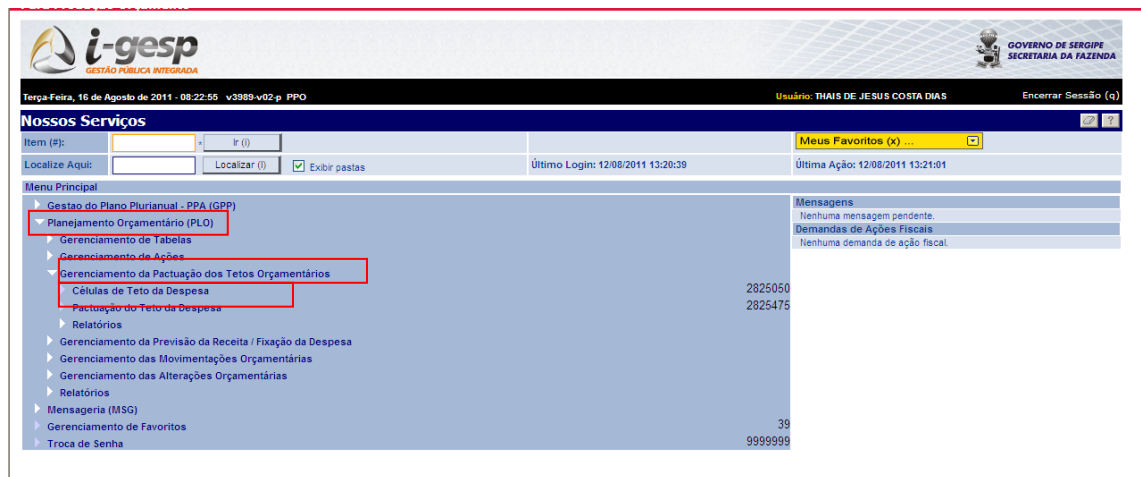 i-gesp
GESTÃO PÚBLICA INTEGRADA
GOVERNO DE SERGIPE
SECRETARIA DA FAZENDA
Terça-Feira, 16 de Agosto de 2011 - 08:22:55 v3989-v02-p PPO
Usuário: THAIS DE JESUS COSTA DIAS
Encerrar Sessão (q)
Nossos Serviços
?
Item (#):
Ir (i)
Meus Favoritos (x) ...
Localize Aqui:
Localizar (l)
Exibir pastas
Último Login: 12/08/2011 13:20:39
Última Ação: 12/08/2011 13:21:01
Menu Principal
Gestao do Plano Plurianual - PPA (GPP)
Planejamento Orçamentário (PLO)
Gerenciamento de Tabelas
Gerenciamento de Ações
Gerenciamento da Pactuação dos Tetos Orçamentários
Células de Teto da Despesa 2825050
Pactuação do Teto da Despesa 2825475
Relatórios
Gerenciamento da Previsão da Receita / Fixação da Despesa
Gerenciamento das Movimentações Orçamentárias
Gerenciamento das Alterações Orçamentárias
Relatórios
Mensageria (MSG)
Gerenciamento de Favoritos 39
Troca de Senha 9999999
Mensagens
Nenhuma mensagem pendente.
Demandas de Ações Fiscais
Nenhuma demanda de ação fiscal.